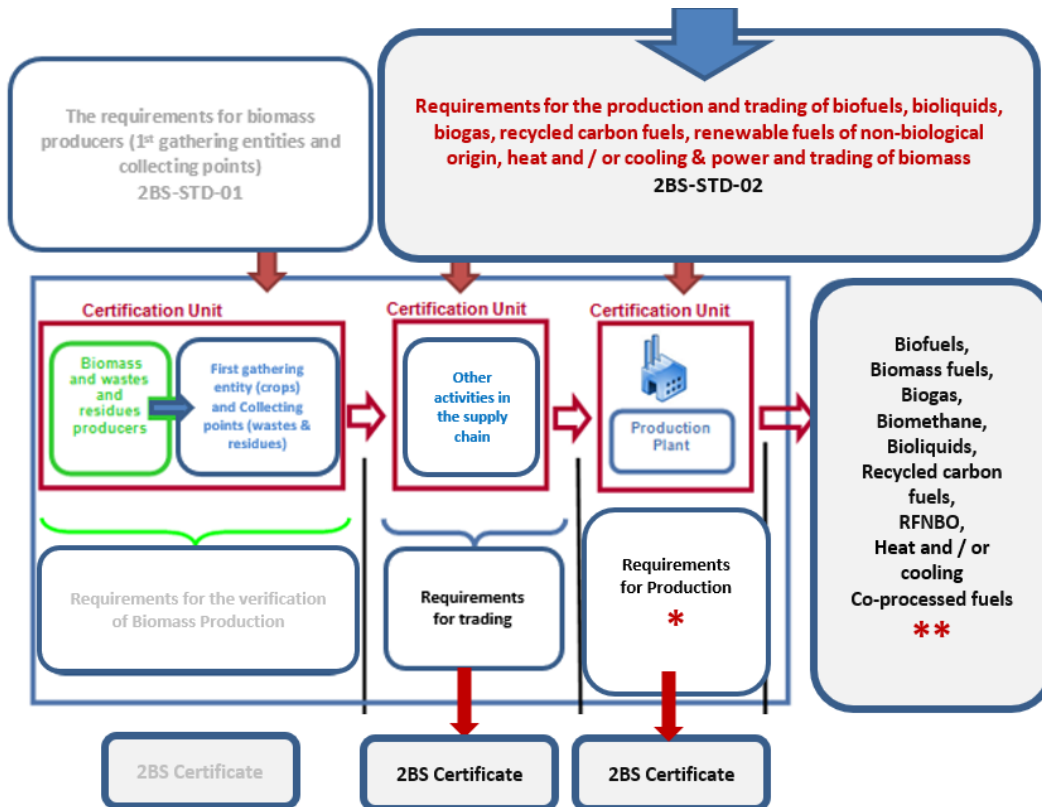 The requirements for biomass
producers (1st gathering entities and
collecting points)
2BS-STD-01
Requirements for the production and trading of biofuels, bioliquids,
biogas, recycled carbon fuels, renewable fuels of non-biological
origin, heat and / or cooling & power and trading of biomass
2BS-STD-02
Certification Unit
Biomass
and wastes
and
residues
producers
First gathering
entity (crops)
and Collecting
points (wastes &
residues)
Certification Unit
Other
activities in
the supply
chain
Certification Unit
Production
Plant
Biofuels,
Biomass fuels,
Biogas,
Biomethane,
Bioliquids,
Recycled carbon
fuels,
RFNBO,
Heat and / or
cooling
Co-processed fuels
**
Requirements for the verification
of Biomass Production
Requirements
for trading
Requirements
for Production
*
2BS Certificate
2BS Certificate
2BS Certificate